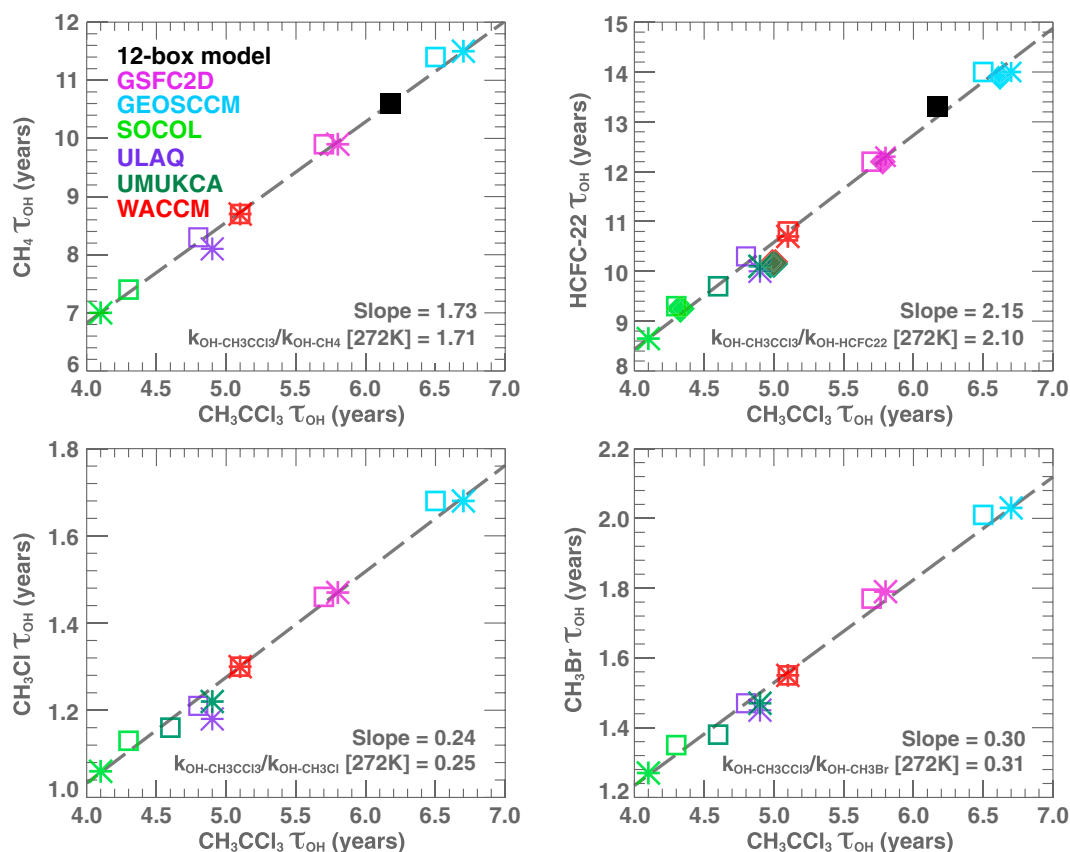 12
11
10
9
8
7
6
4.0 4.5 5.0 5.5 6.0 6.5 7.0
CH₄ τOH (years)
CH₃CCl₃ τOH (years)
12-box model
GSFC2D
GEOSCCM
SOCOL
ULAQ
UMUKCA
WACCM
Slope = 1.73
kOH-CH3CCl3/kOH-CH4 [272K] = 1.71
15
14
13
12
11
10
9
8
4.0 4.5 5.0 5.5 6.0 6.5 7.0
HCFC-22 τOH (years)
CH₃CCl₃ τOH (years)
Slope = 2.15
kOH-CH3CCl3/kOH-HCFC22 [272K] = 2.10
1.8
1.6
1.4
1.2
1.0
4.0 4.5 5.0 5.5 6.0 6.5 7.0
CH₃Cl τOH (years)
CH₃CCl₃ τOH (years)
Slope = 0.24
kOH-CH3CCl3/kOH-CH3Cl [272K] = 0.25
2.2
2.0
1.8
1.6
1.4
1.2
4.0 4.5 5.0 5.5 6.0 6.5 7.0
CH₃Br τOH (years)
CH₃CCl₃ τOH (years)
Slope = 0.30
kOH-CH3CCl3/kOH-CH3Br [272K] = 0.31